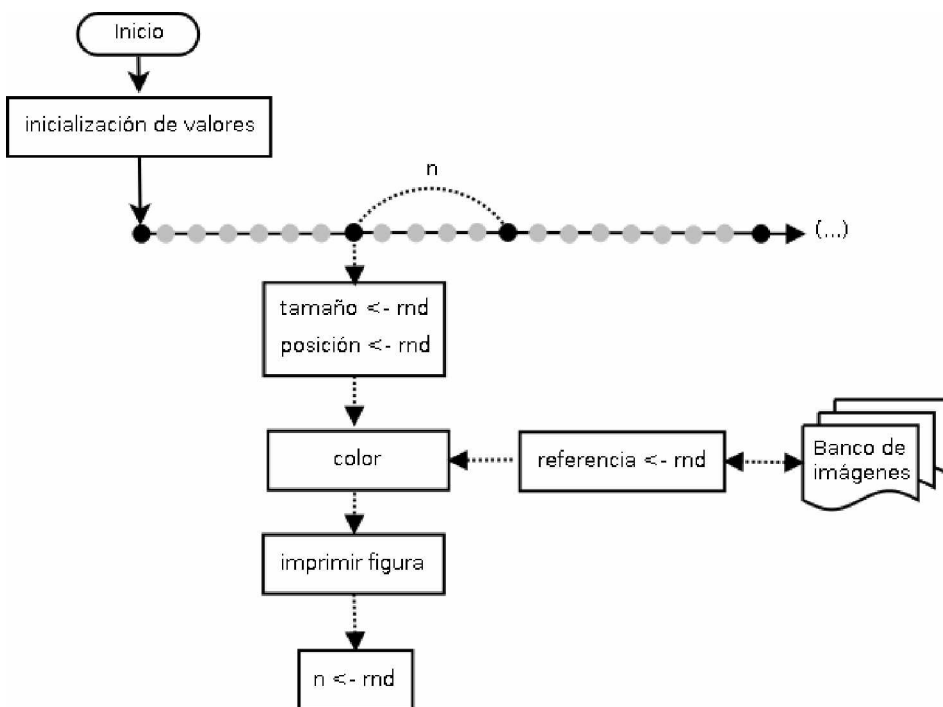 Inicio
inicialización de valores
n
(...)
tamaño <- rnd
posición <- rnd
color
referencia <- rnd
Banco de
imágenes
imprimir figura
n <- rnd